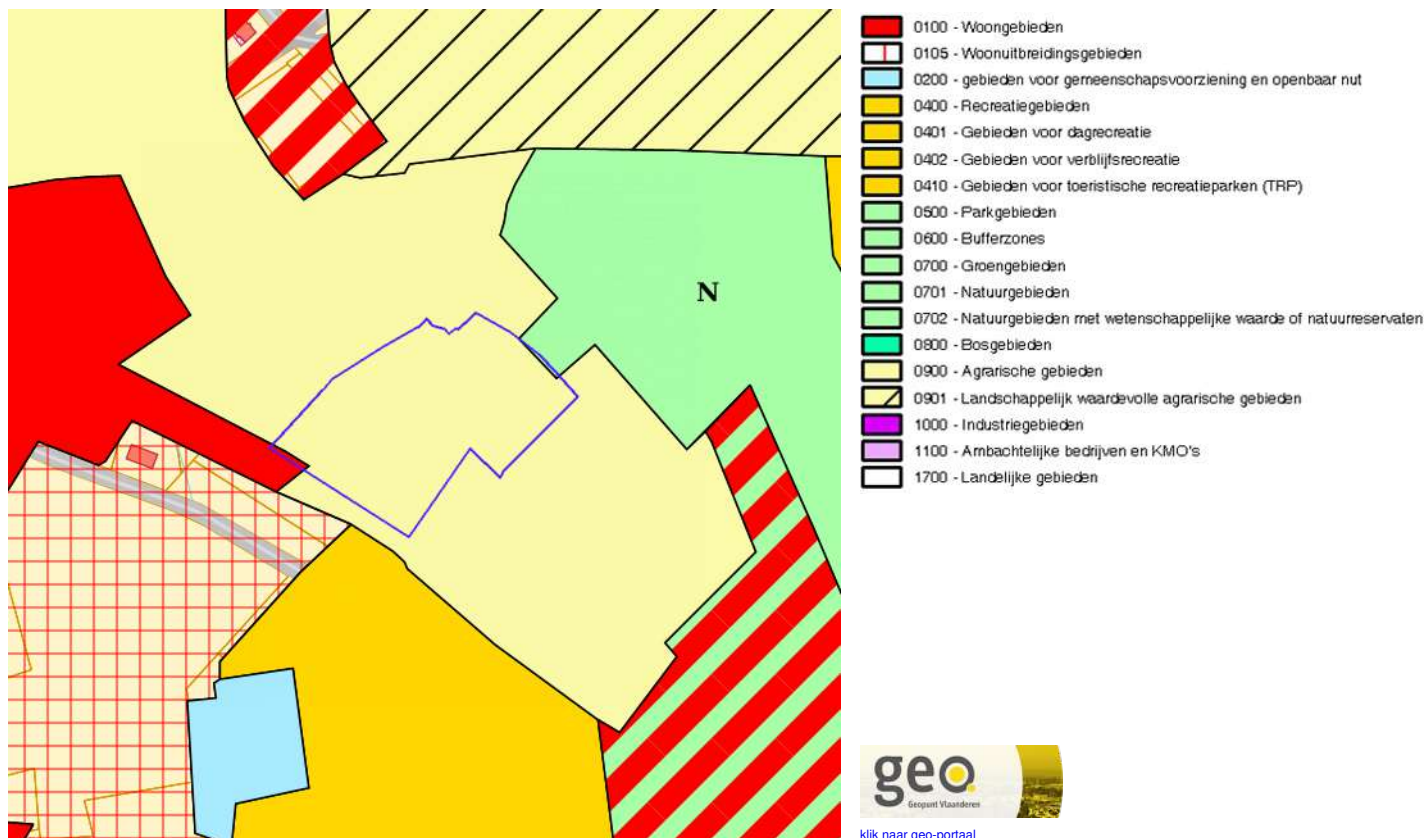 0100 - Woongebieden
0105 - Woonuitbreidingsgebieden
0200 - gebieden voor gemeenschapsvoorziening en openbaar nut
0400 - Recreatiegebieden
0401 - Gebieden voor dagrecreatie
0402 - Gebieden voor verblijfsrecreatie
0410 - Gebieden voor toeristische recreatieparken (TRP)
0500 - Parkgebieden
0600 - Bufferzones
0700 - Groengebieden
0701 - Natuurgebieden
0702 - Natuurgebieden met wetenschappelijke waarde of natuurreservaten
0800 - Bosgebieden
0900 - Agrarische gebieden
0901 - Landschappelijk waardevolle agrarische gebieden
1000 - Industriegebieden
1100 - Ambachtelijke bedrijven en KMO's
1700 - Landelijke gebieden
N
geo
Geopunt Vlaanderen
klik naar geo-portaal